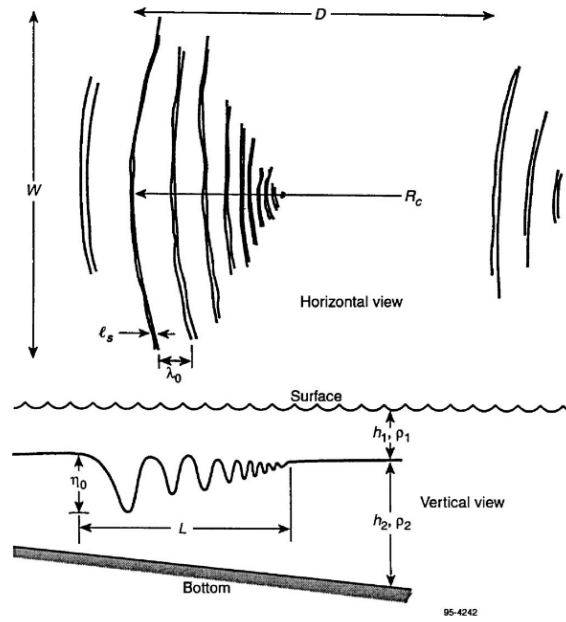 D
W
R_c
Horizontal view
ℓ_s
λ_0
Surface
h_1, ρ_1
η_0
Vertical view
L
h_2, ρ_2
Bottom
95-4242